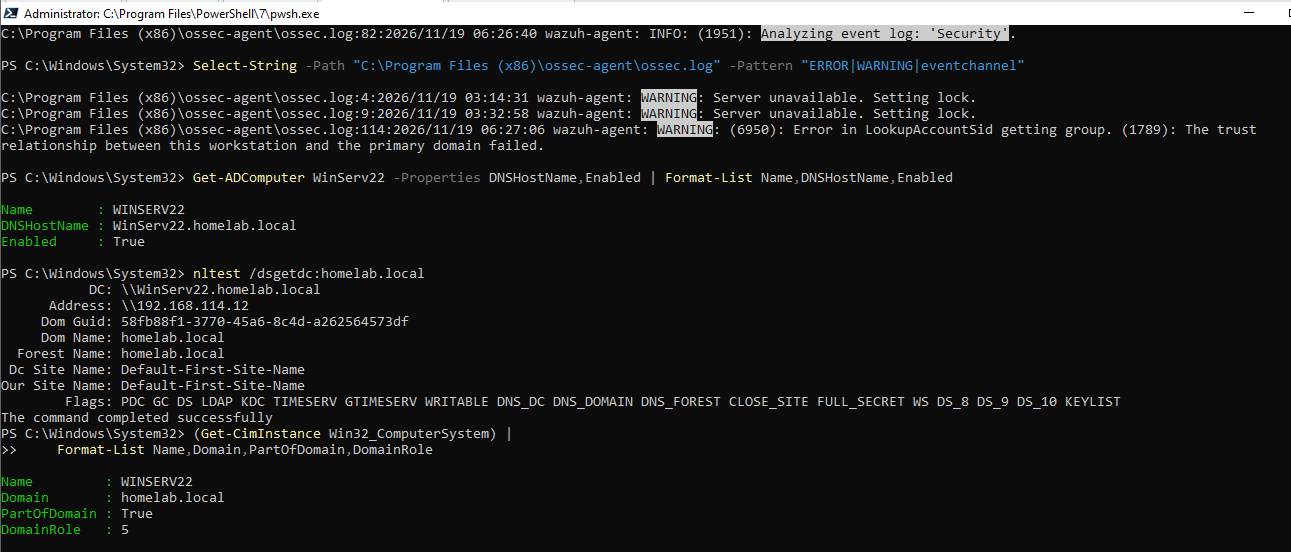 Administrator: C:\Program Files\PowerShell\7\pwsh.exe
C:\Program Files (x86)\ossec-agent\ossec.log:82:2026/11/19 06:26:40 wazuh-agent: INFO: (1951): Analyzing event log: 'Security'.
PS C:\Windows\System32> Select-String -Path "C:\Program Files (x86)\ossec-agent\ossec.log" -Pattern "ERROR|WARNING|eventchannel"
C:\Program Files (x86)\ossec-agent\ossec.log:4:2026/11/19 03:14:31 wazuh-agent: WARNING: Server unavailable. Setting lock.
C:\Program Files (x86)\ossec-agent\ossec.log:9:2026/11/19 03:32:58 wazuh-agent: WARNING: Server unavailable. Setting lock.
C:\Program Files (x86)\ossec-agent\ossec.log:114:2026/11/19 06:27:06 wazuh-agent: WARNING: (6950): Error in LookupAccountSid getting group. (1789): The trust
relationship between this workstation and the primary domain failed.
PS C:\Windows\System32> Get-ADComputer WinServ22 -Properties DNSHostName,Enabled | Format-List Name,DNSHostName,Enabled
Name        : WINSERV22
DNSHostName : WinServ22.homelab.local
Enabled     : True
PS C:\Windows\System32> nltest /dsgetdc:homelab.local
           DC: \\WinServ22.homelab.local
      Address: \\192.168.114.12
     Dom Guid: 58fb88f1-3770-45a6-8c4d-a262564573df
     Dom Name: homelab.local
  Forest Name: homelab.local
 Dc Site Name: Default-First-Site-Name
Our Site Name: Default-First-Site-Name
        Flags: PDC GC DS LDAP KDC TIMESERV GTIMESERV WRITABLE DNS_DC DNS_DOMAIN DNS_FOREST CLOSE_SITE FULL_SECRET WS DS_8 DS_9 DS_10 KEYLIST
The command completed successfully
PS C:\Windows\System32> (Get-CimInstance Win32_ComputerSystem) |
>>     Format-List Name,Domain,PartOfDomain,DomainRole
Name         : WINSERV22
Domain       : homelab.local
PartOfDomain : True
DomainRole   : 5